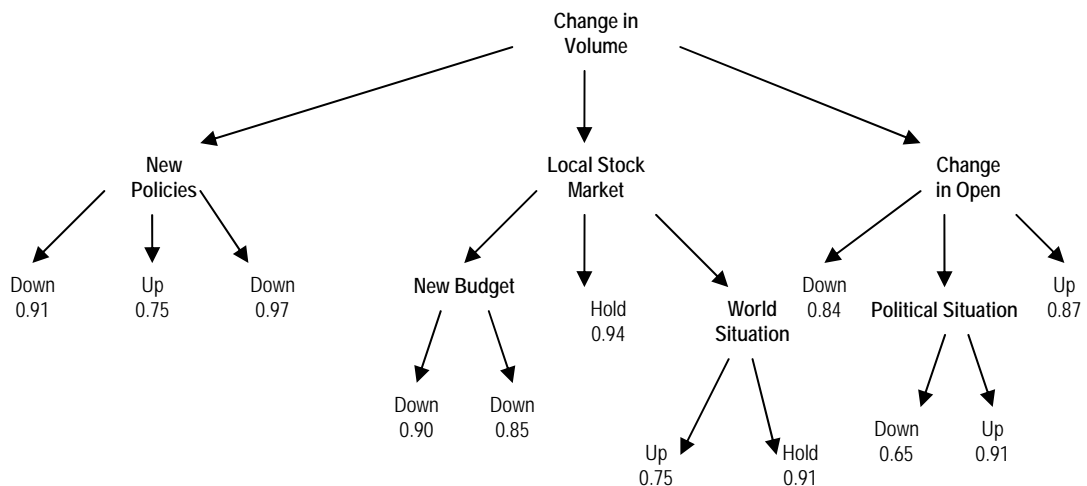 Change in
Volume
New
Policies
Local Stock
Market
Change
in Open
Down
0.91
Up
0.75
Down
0.97
New Budget
Hold
0.94
World
Situation
Down
0.84
Political Situation
Up
0.87
Down
0.90
Down
0.85
Up
0.75
Hold
0.91
Down
0.65
Up
0.91